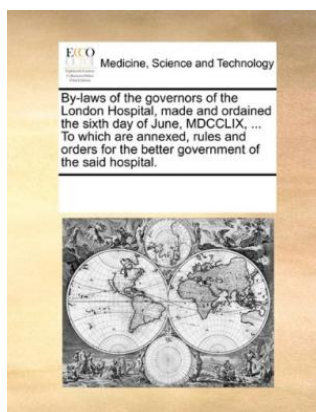 ECCO
Medicine, Science and Technology
By-laws of the governors of the
London Hospital, made and ordained
the sixth day of June, MDCCLIX, ...
To which are annexed, rules and
orders for the better government of
the said hospital.